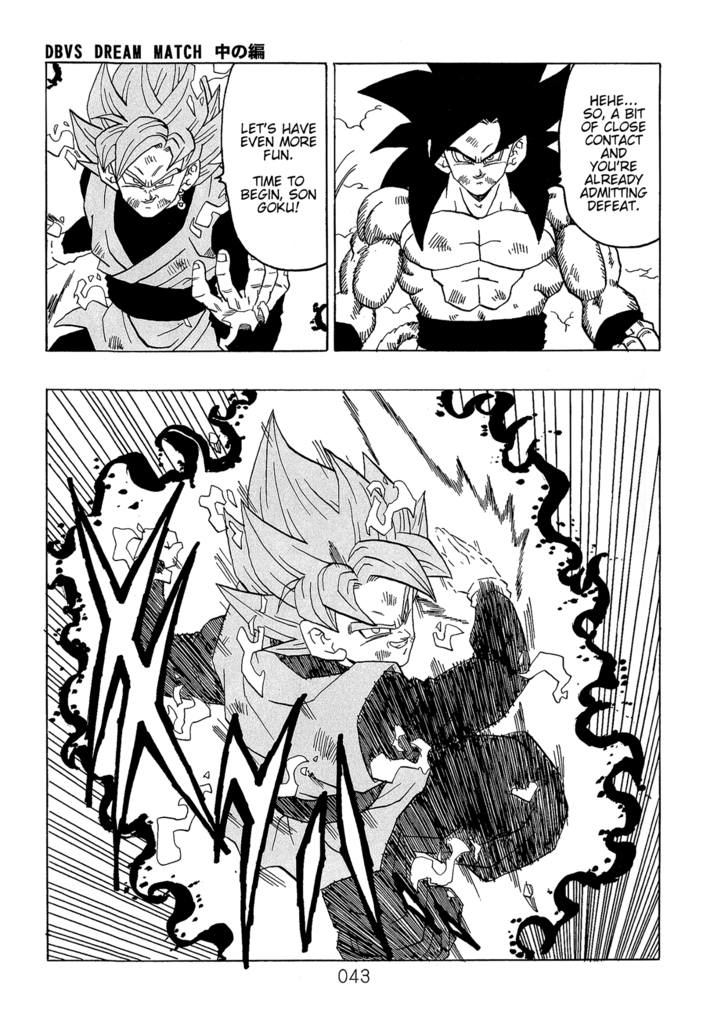 DBVS DREAM MATCH 中の編
HEHE...
SO, A BIT
OF CLOSE
CONTACT
AND
YOU'RE
ALREADY
ADMITTING
DEFEAT.
LET'S HAVE
EVEN MORE
FUN.
TIME TO
BEGIN, SON
GOKU!
043